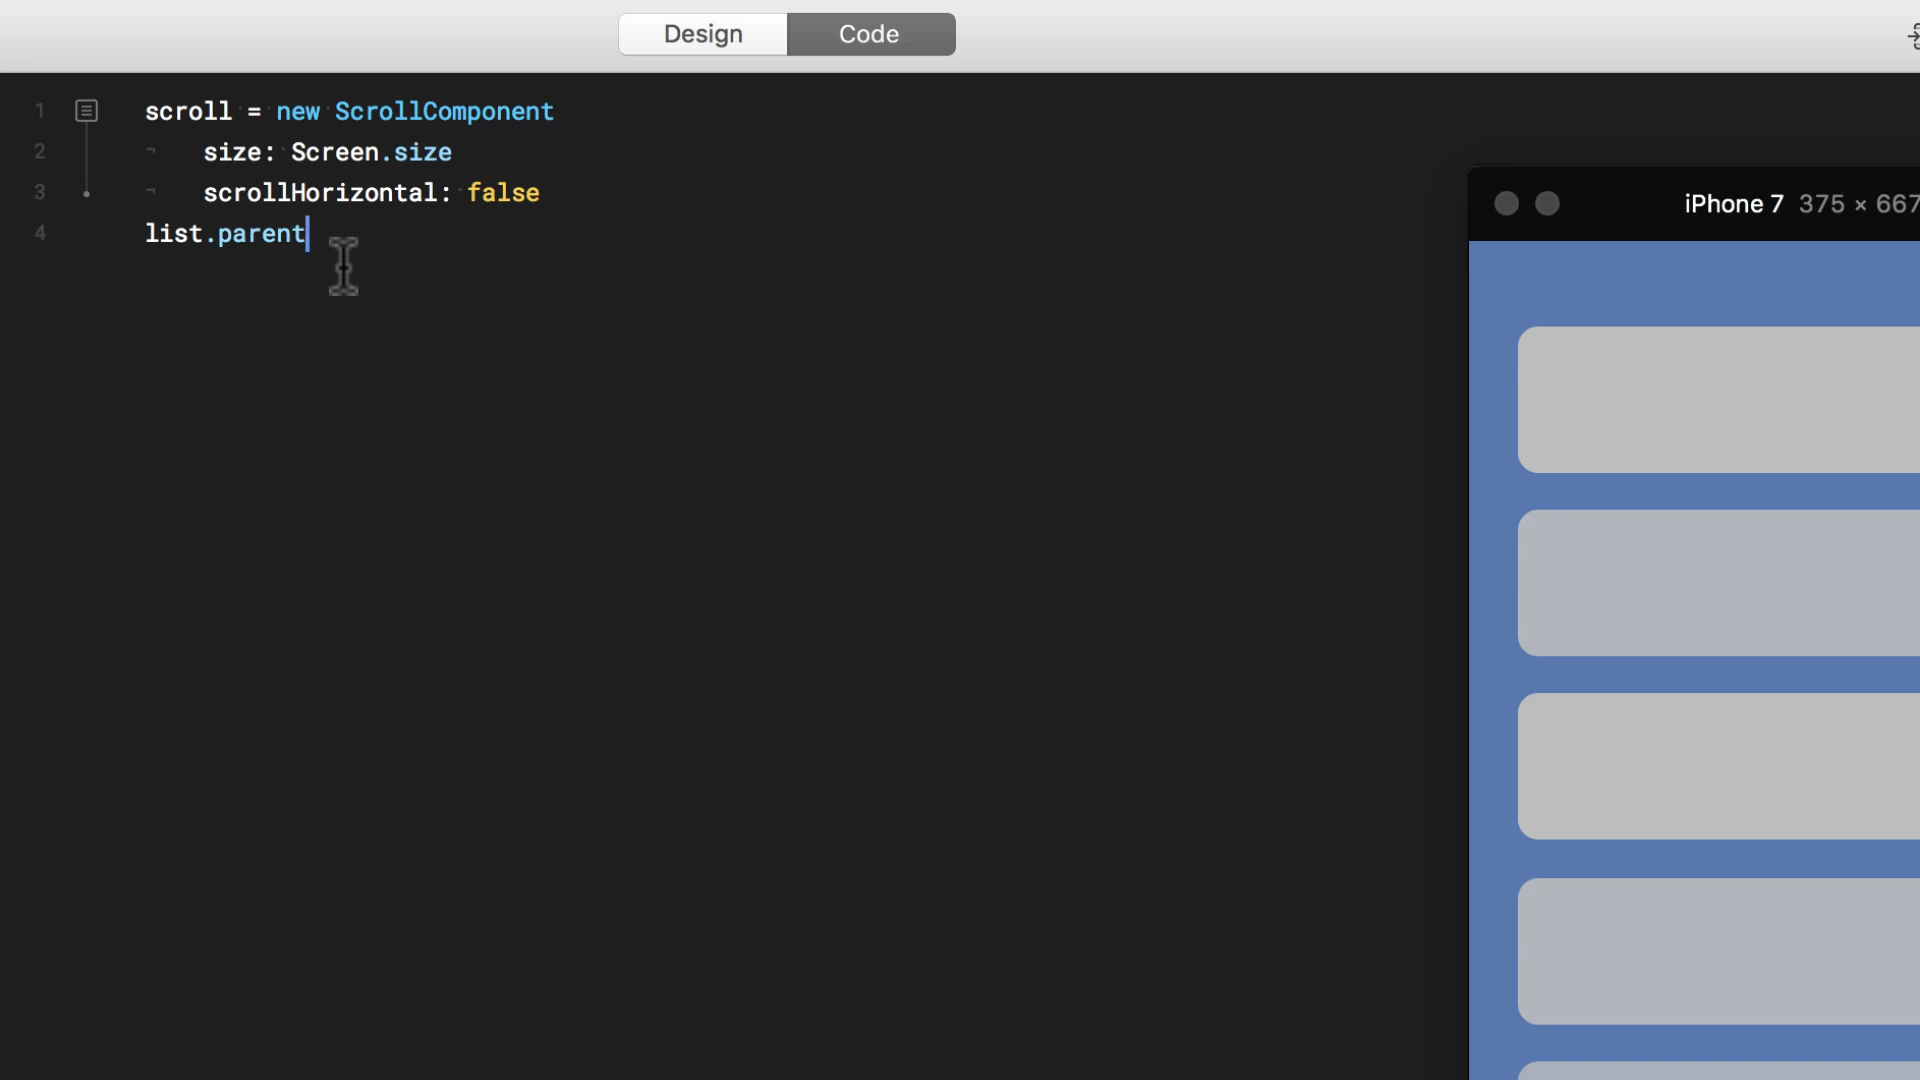 Design Code
1 scroll = new ScrollComponent
2 size: Screen.size
3 scrollHorizontal: false
4 list.parent
iPhone 7 375 × 667